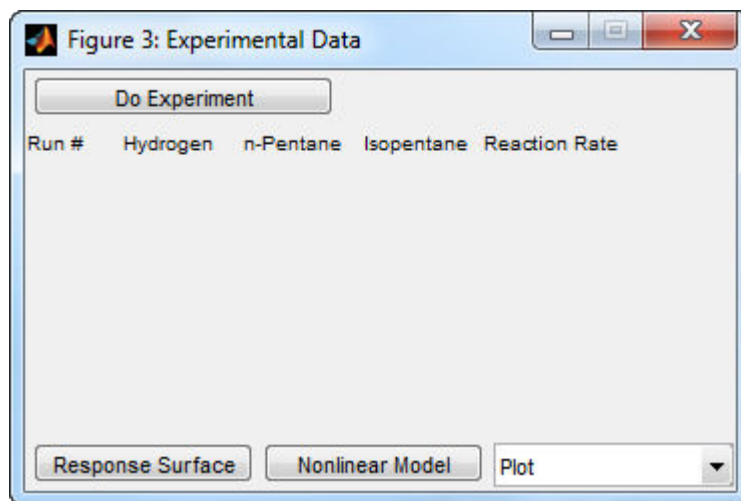 Figure 3: Experimental Data
Do Experiment
Run # Hydrogen n-Pentane Isopentane Reaction Rate
Response Surface Nonlinear Model Plot